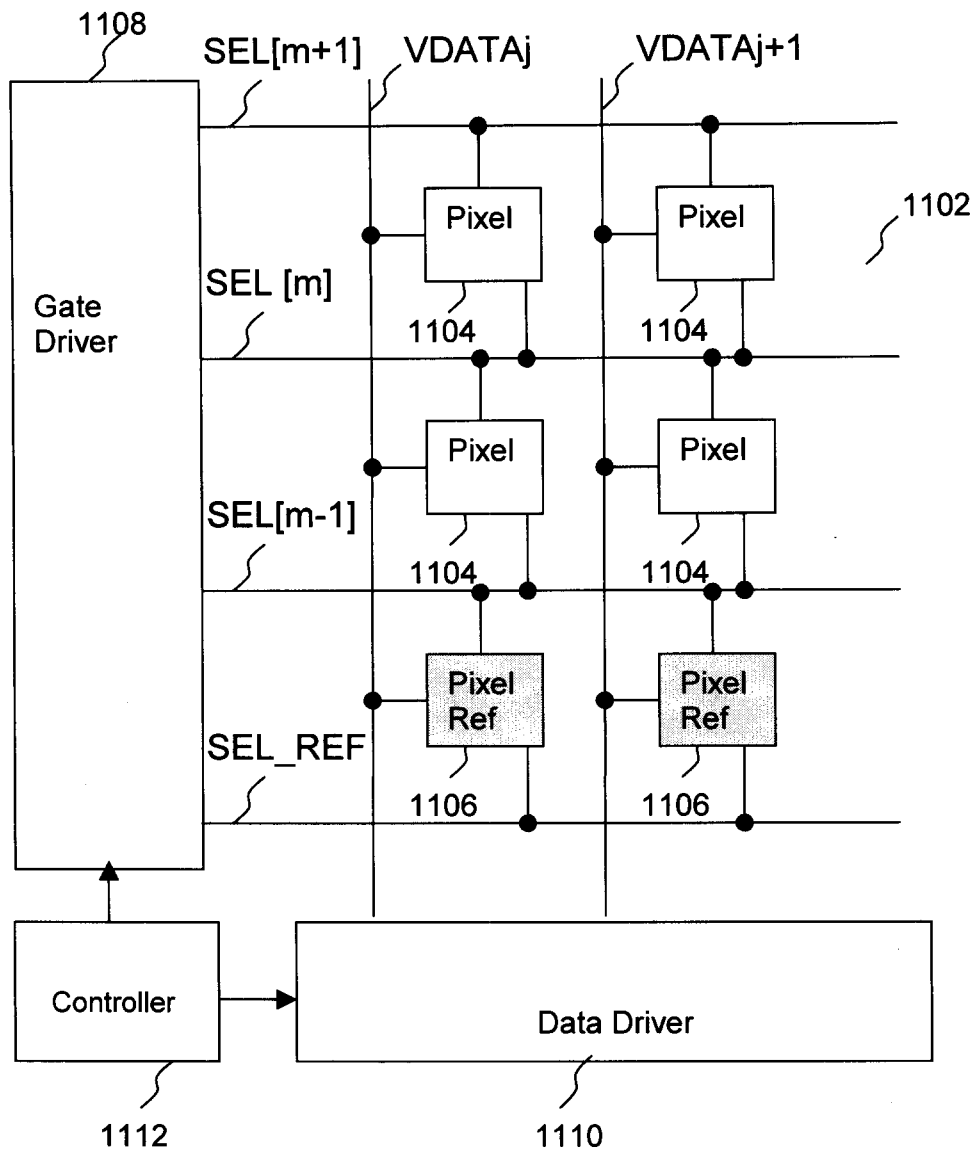 1108
SEL[m+1]
VDATAj
VDATAj+1
Pixel
Pixel
1102
SEL [m]
Gate
Driver
1104
1104
Pixel
Pixel
SEL[m-1]
1104
1104
Pixel
Ref
Pixel
Ref
SEL_REF
1106
1106
Controller
Data Driver
1112
1110